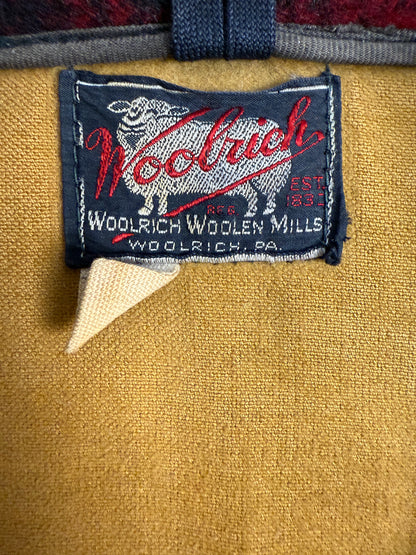 Woolrich
EST.
1830
REG.
WOOLRICH WOOLEN MILLS
WOOLRICH, PA.